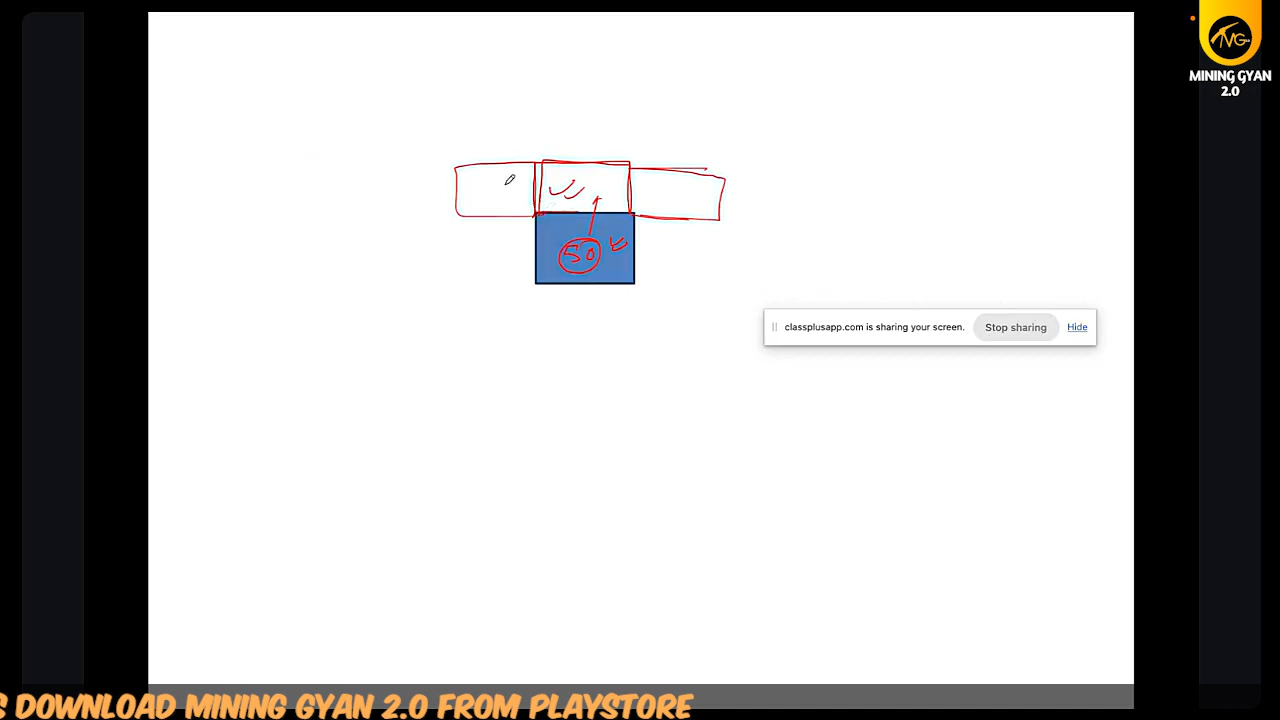 MINING GYAN
2.0
50
classplusapp.com is sharing your screen. Stop sharing Hide
S DOWNLOAD MINING GYAN 2.0 FROM PLAYSTORE